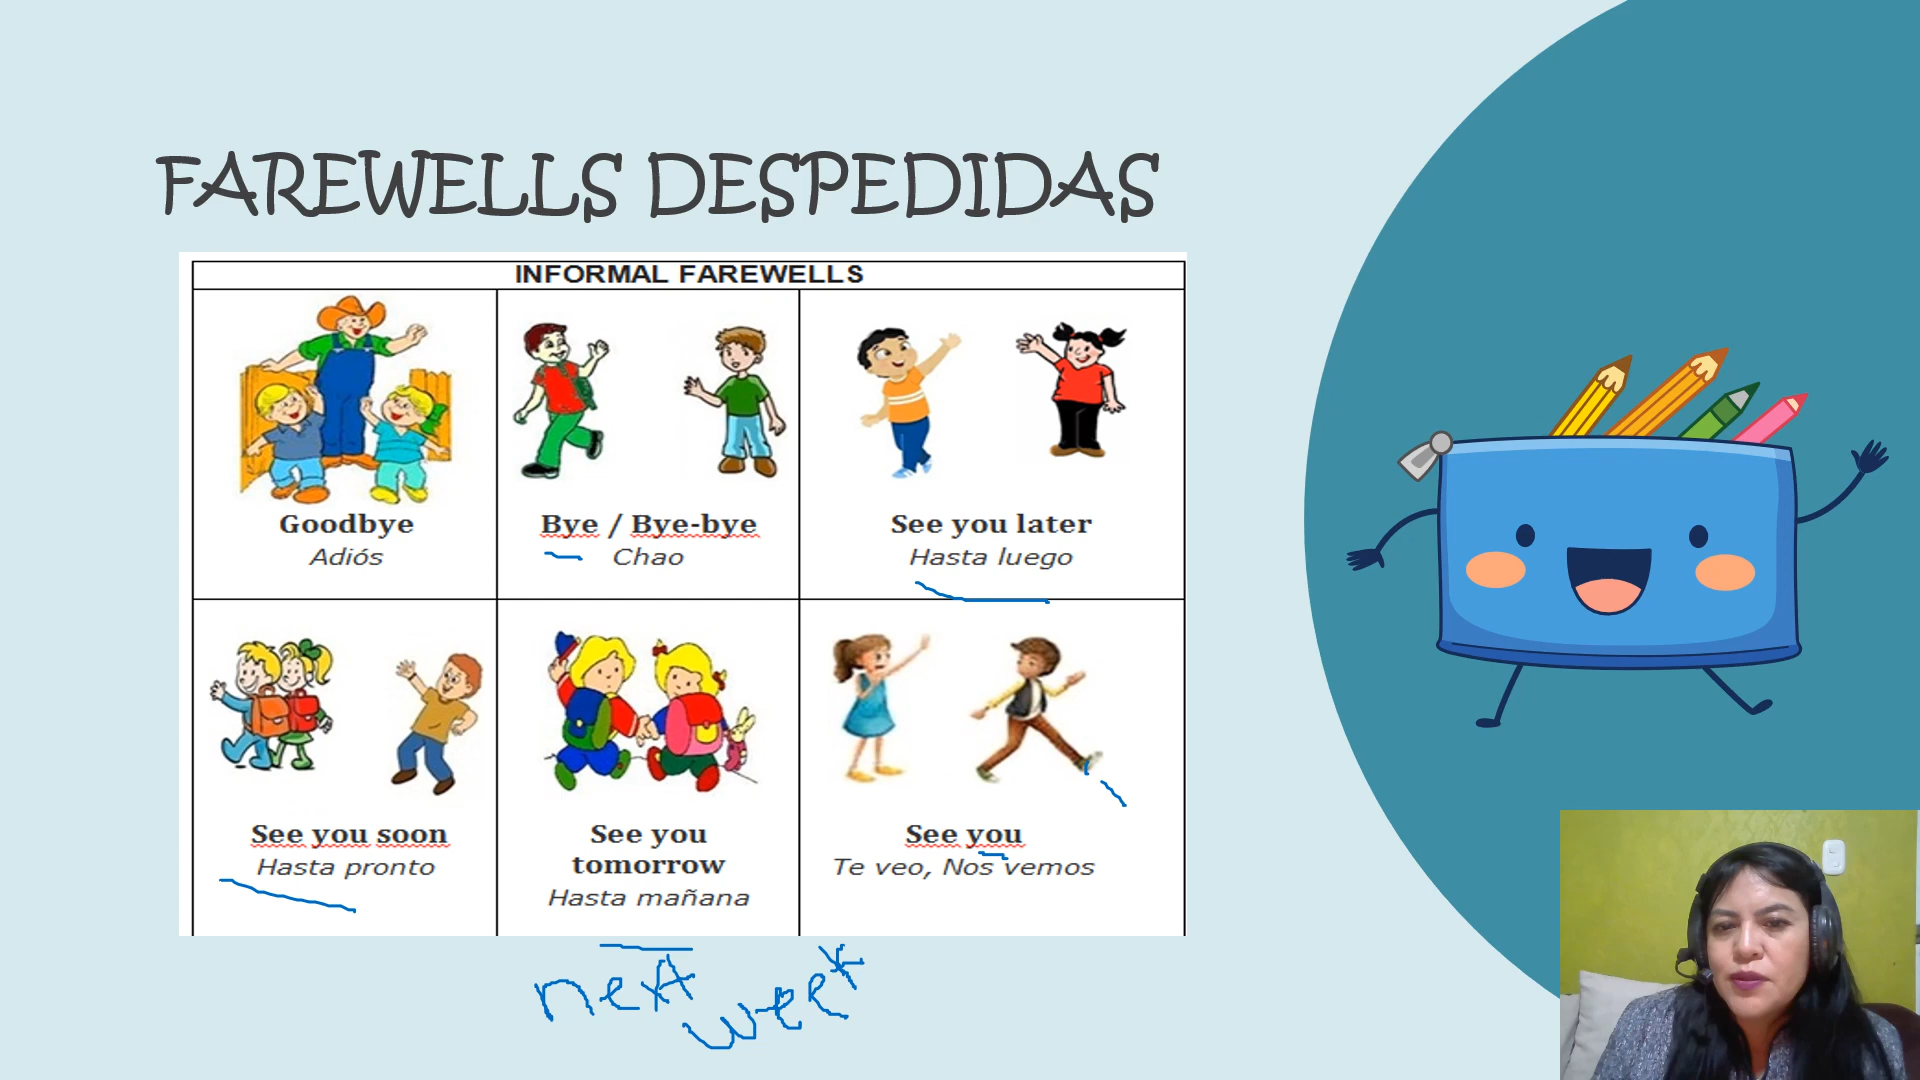 FAREWELLS DESPEDIDAS
INFORMAL FAREWELLS
Goodbye
Adiós
Bye / Bye-bye
Chao
See you later
Hasta luego
See you soon
Hasta pronto
See you
tomorrow
Hasta mañana
See you
Te veo, Nos vemos
next
week